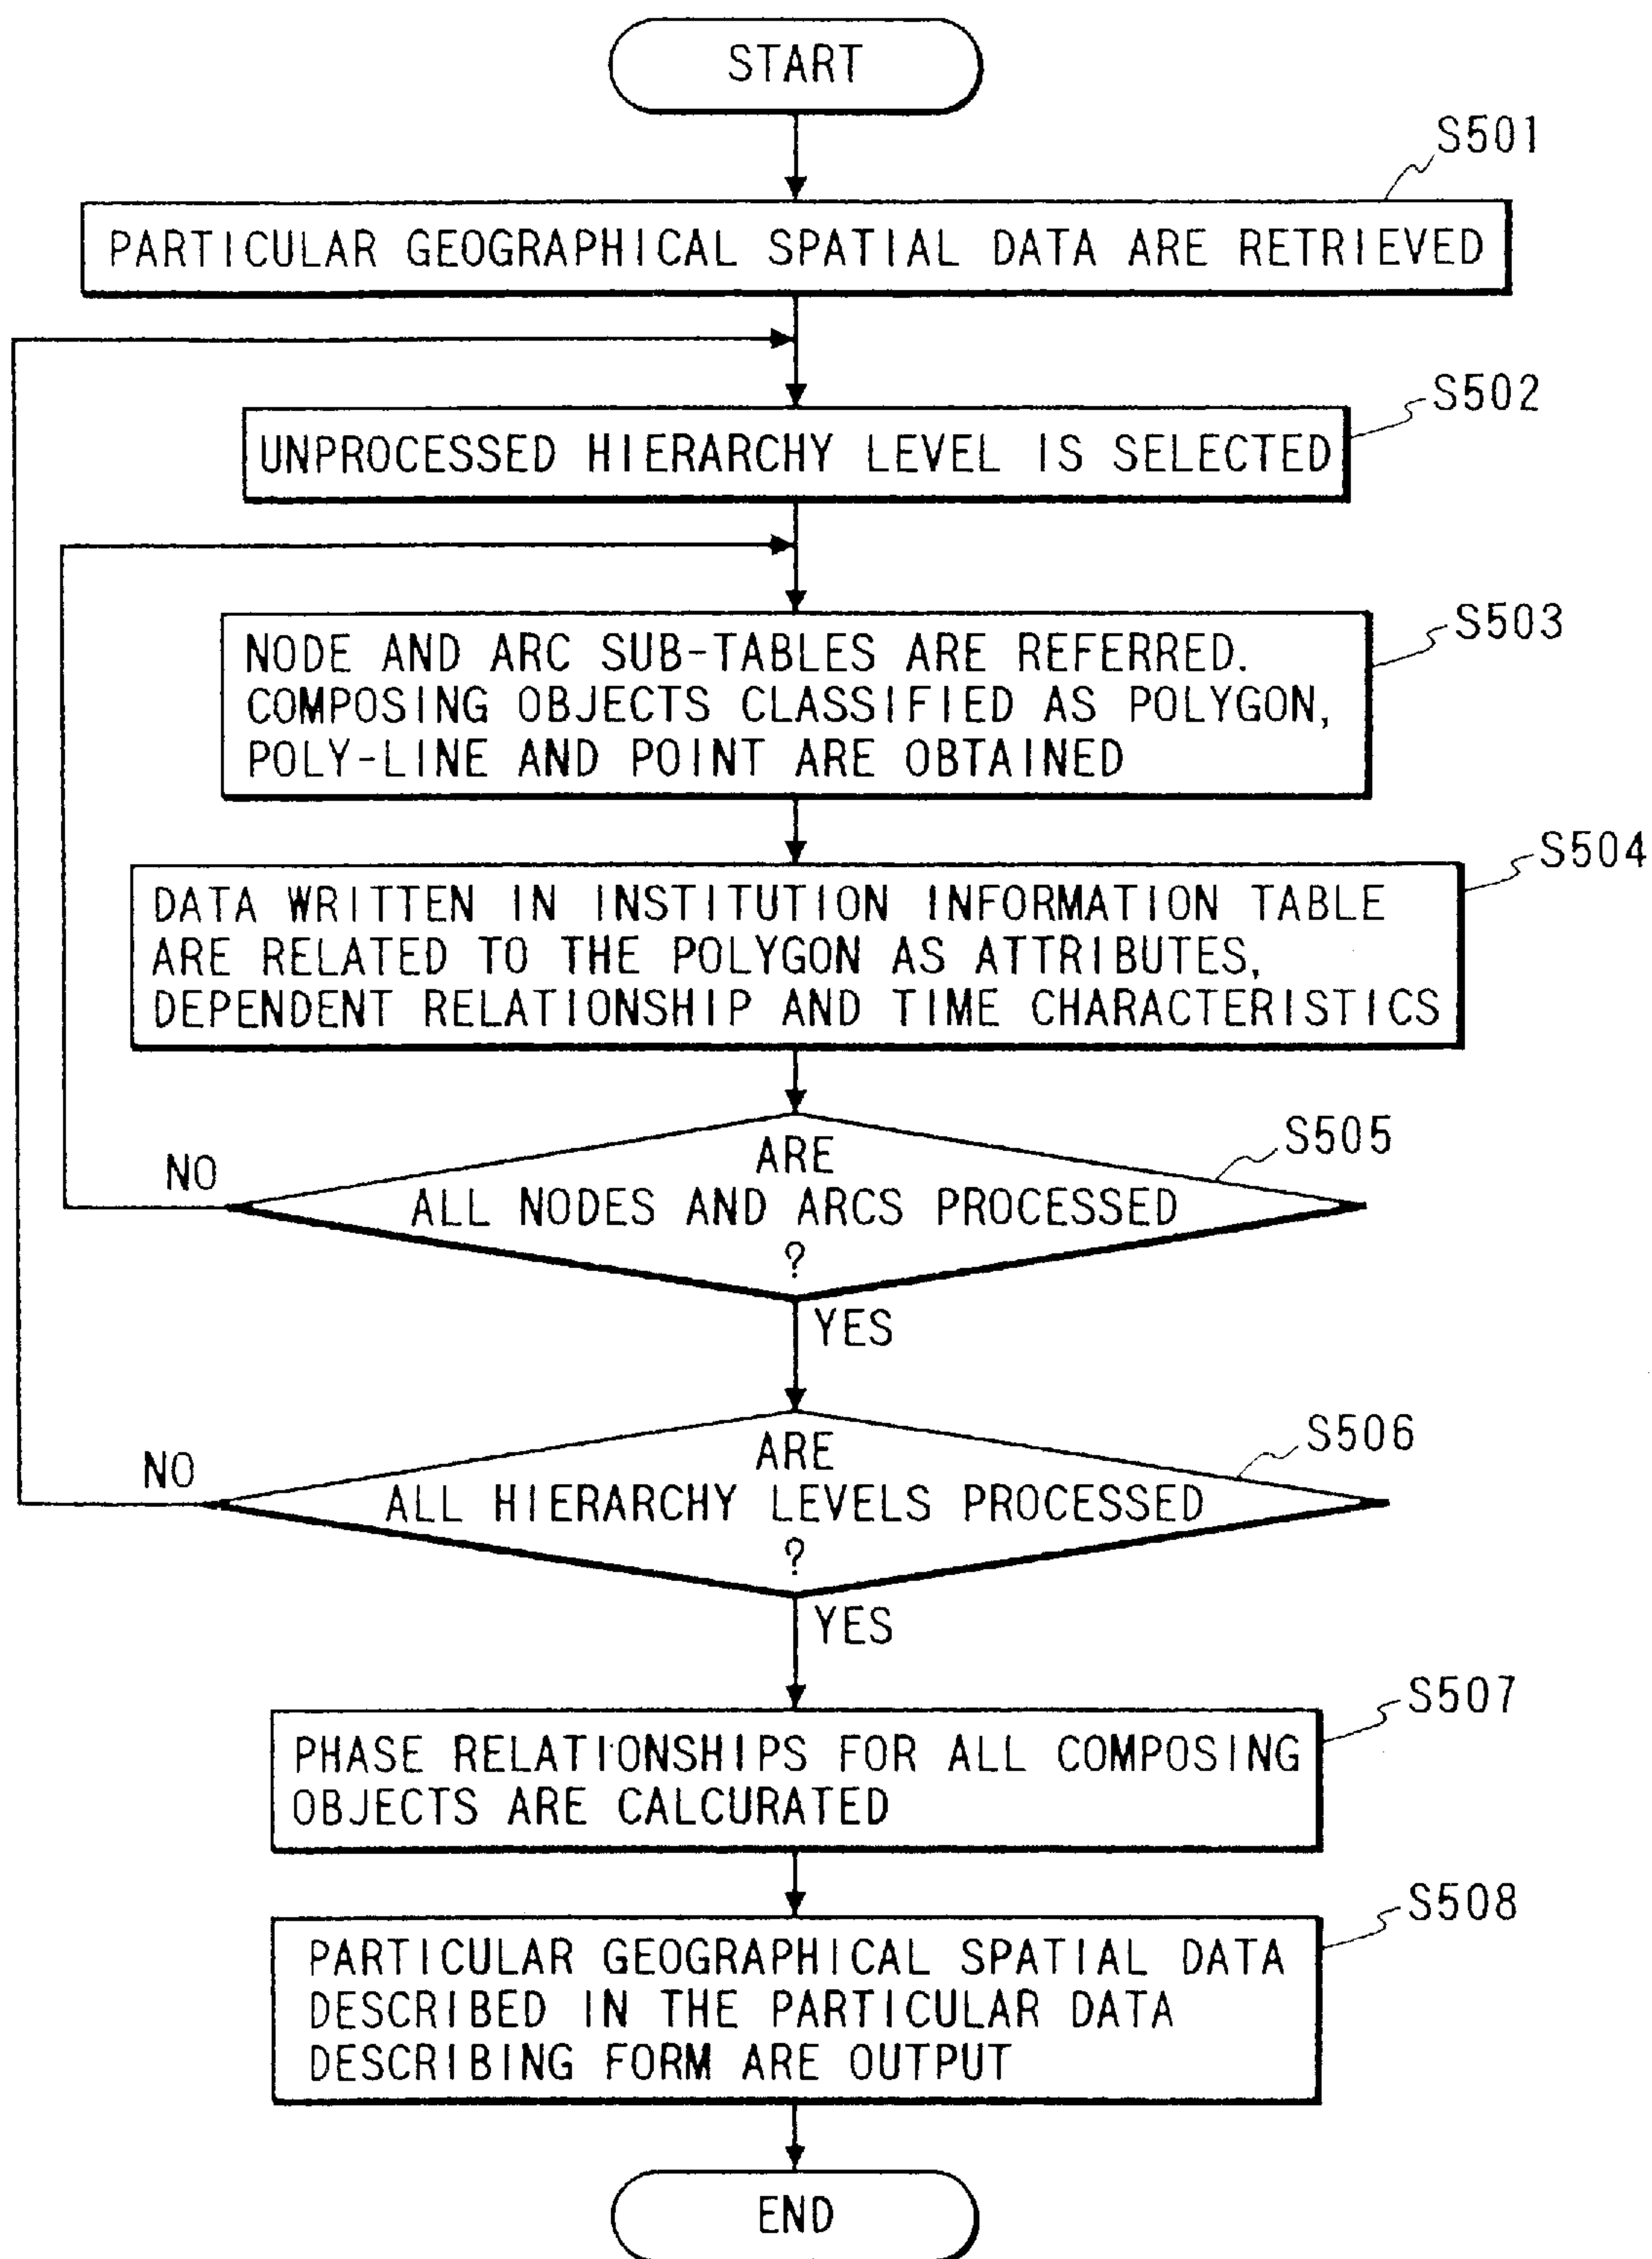 START
S501
PARTICULAR GEOGRAPHICAL SPATIAL DATA ARE RETRIEVED
S502
UNPROCESSED HIERARCHY LEVEL IS SELECTED
S503
NODE AND ARC SUB-TABLES ARE REFERRED.
COMPOSING OBJECTS CLASSIFIED AS POLYGON,
POLY-LINE AND POINT ARE OBTAINED
S504
DATA WRITTEN IN INSTITUTION INFORMATION TABLE
ARE RELATED TO THE POLYGON AS ATTRIBUTES,
DEPENDENT RELATIONSHIP AND TIME CHARACTERISTICS
S505
NO
ARE
ALL NODES AND ARCS PROCESSED
?
YES
S506
NO
ARE
ALL HIERARCHY LEVELS PROCESSED
?
YES
S507
PHASE RELATIONSHIPS FOR ALL COMPOSING
OBJECTS ARE CALCURATED
S508
PARTICULAR GEOGRAPHICAL SPATIAL DATA
DESCRIBED IN THE PARTICULAR DATA
DESCRIBING FORM ARE OUTPUT
END